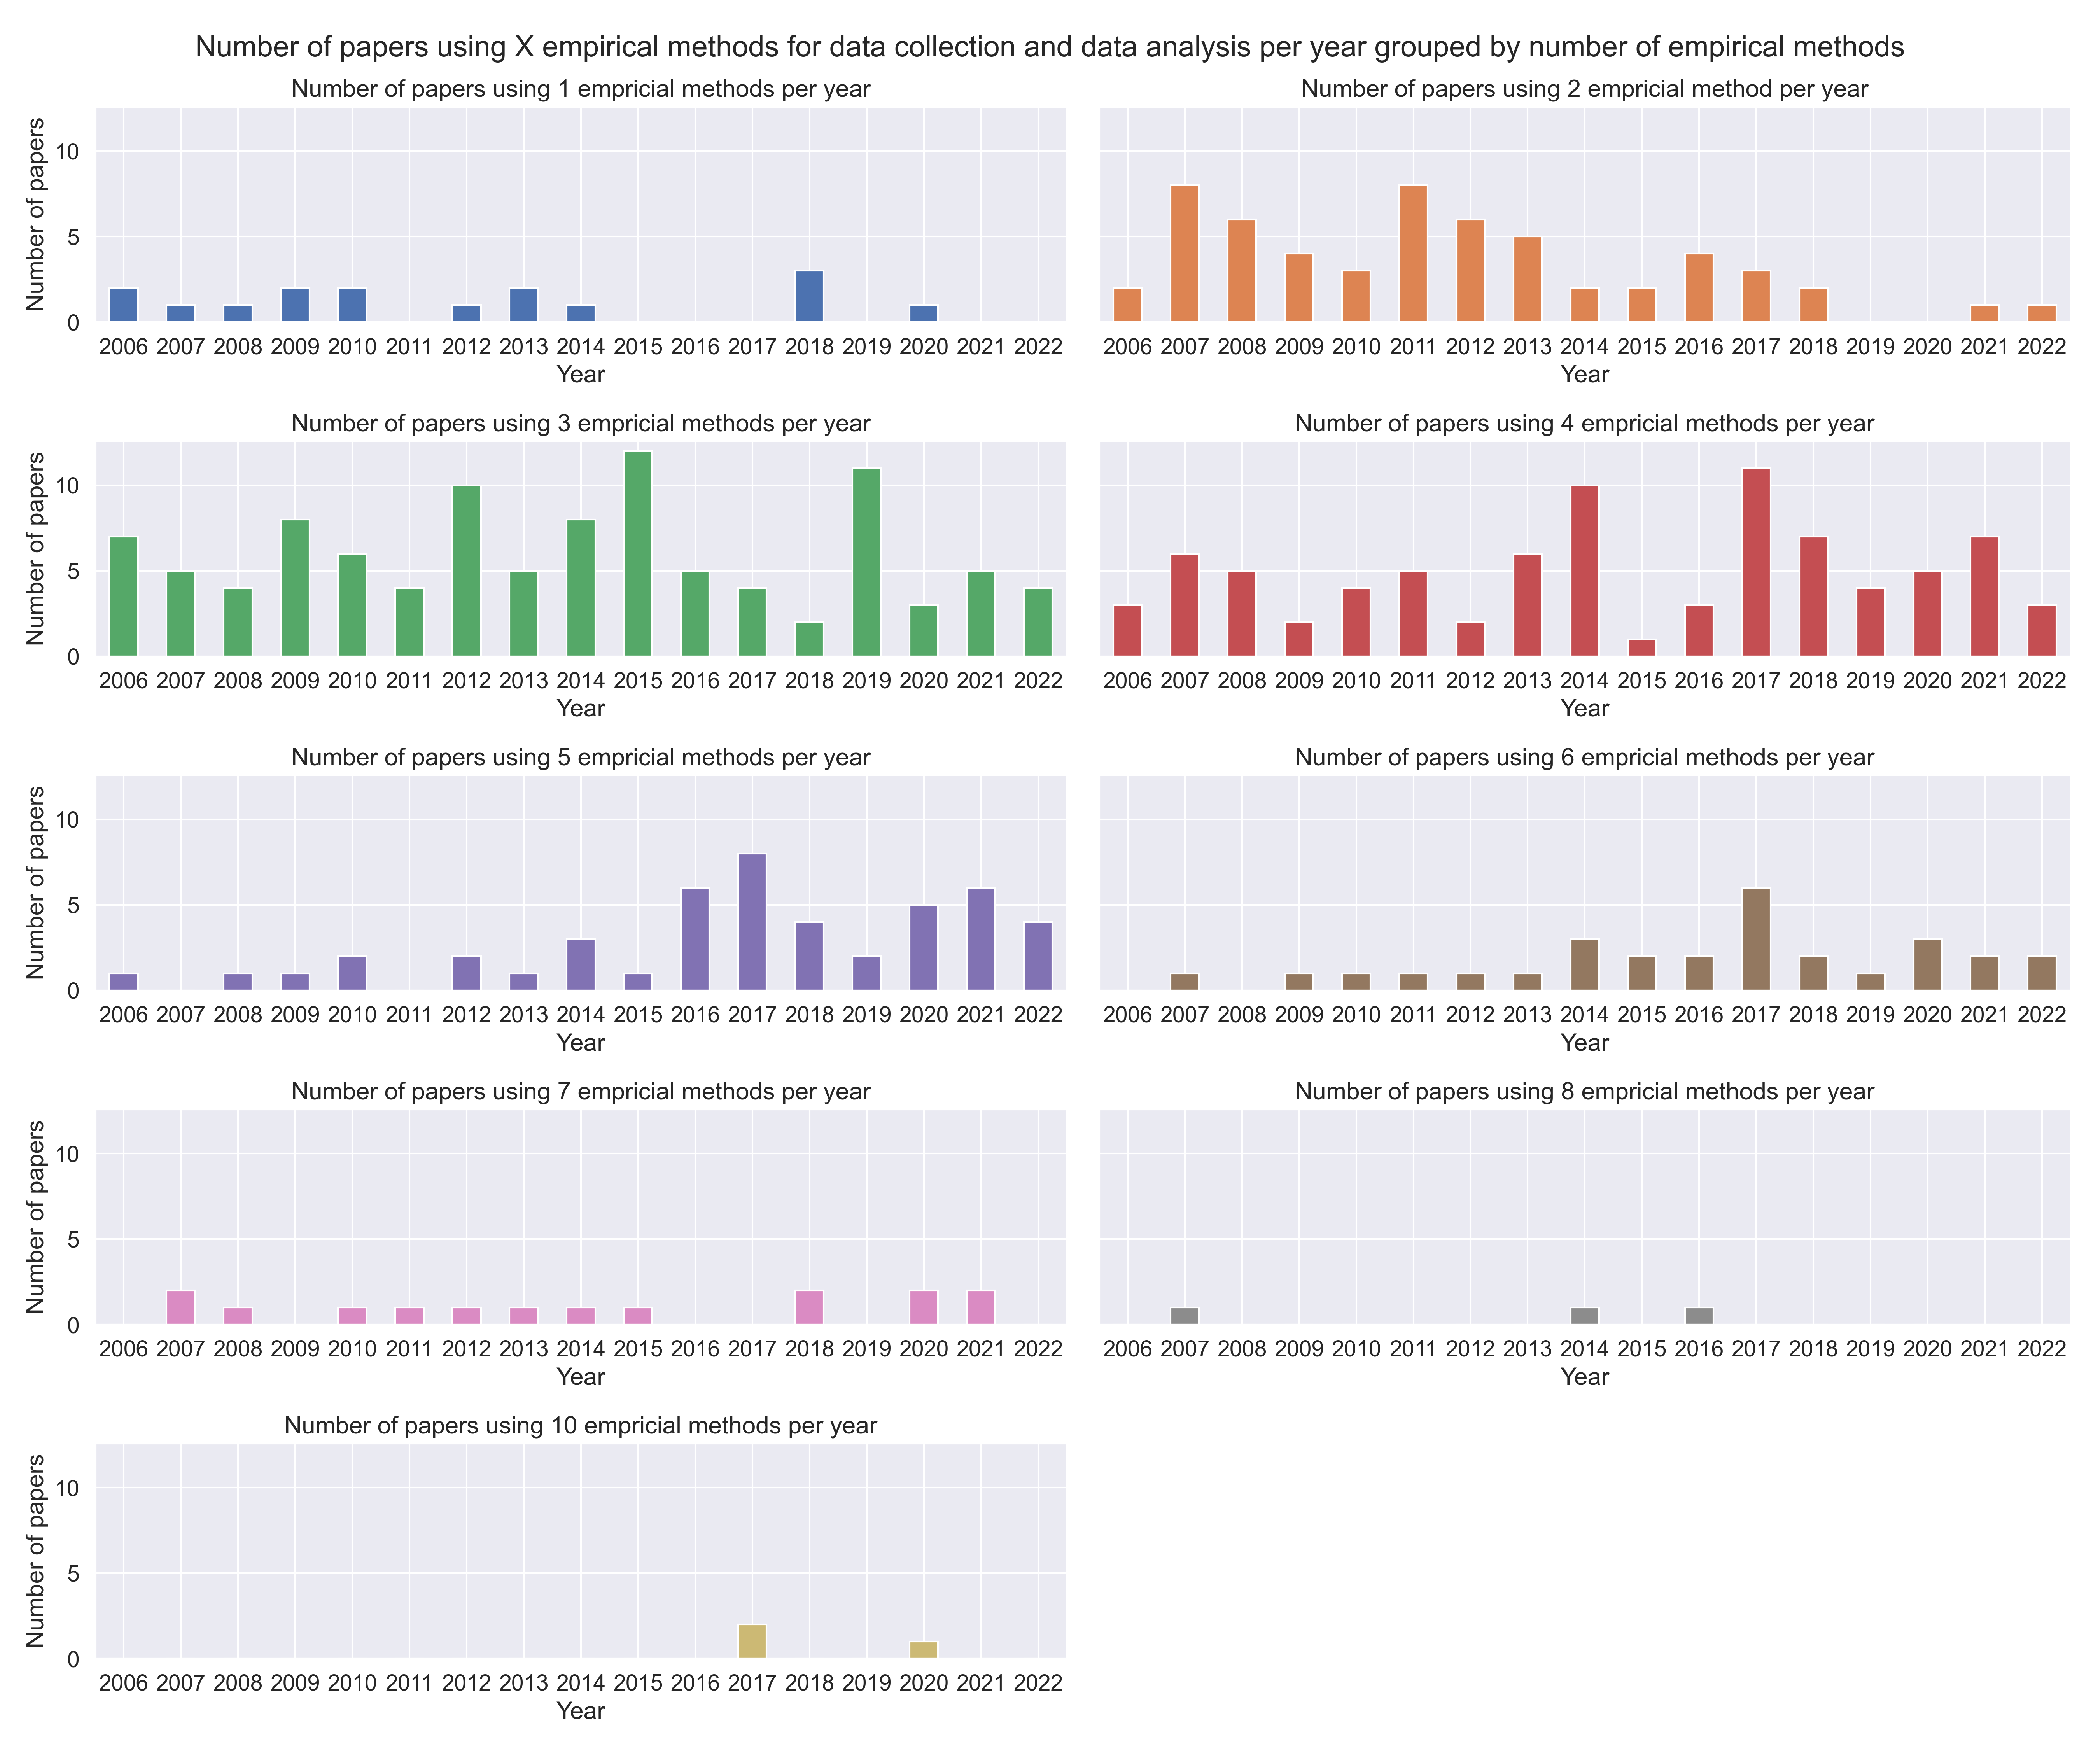 Number of papers using X empirical methods for data collection and data analysis per year grouped by number of empirical methods
Number of papers using 1 empricial methods per year
Number of papers
10
5
0
2006 2007 2008 2009 2010 2011 2012 2013 2014 2015 2016 2017 2018 2019 2020 2021 2022
Year
Number of papers using 2 empricial method per year
2006 2007 2008 2009 2010 2011 2012 2013 2014 2015 2016 2017 2018 2019 2020 2021 2022
Year
Number of papers using 3 empricial methods per year
Number of papers
10
5
0
2006 2007 2008 2009 2010 2011 2012 2013 2014 2015 2016 2017 2018 2019 2020 2021 2022
Year
Number of papers using 4 empricial methods per year
2006 2007 2008 2009 2010 2011 2012 2013 2014 2015 2016 2017 2018 2019 2020 2021 2022
Year
Number of papers using 5 empricial methods per year
Number of papers
10
5
0
2006 2007 2008 2009 2010 2011 2012 2013 2014 2015 2016 2017 2018 2019 2020 2021 2022
Year
Number of papers using 6 empricial methods per year
2006 2007 2008 2009 2010 2011 2012 2013 2014 2015 2016 2017 2018 2019 2020 2021 2022
Year
Number of papers using 7 empricial methods per year
Number of papers
10
5
0
2006 2007 2008 2009 2010 2011 2012 2013 2014 2015 2016 2017 2018 2019 2020 2021 2022
Year
Number of papers using 8 empricial methods per year
2006 2007 2008 2009 2010 2011 2012 2013 2014 2015 2016 2017 2018 2019 2020 2021 2022
Year
Number of papers using 10 empricial methods per year
Number of papers
10
5
0
2006 2007 2008 2009 2010 2011 2012 2013 2014 2015 2016 2017 2018 2019 2020 2021 2022
Year